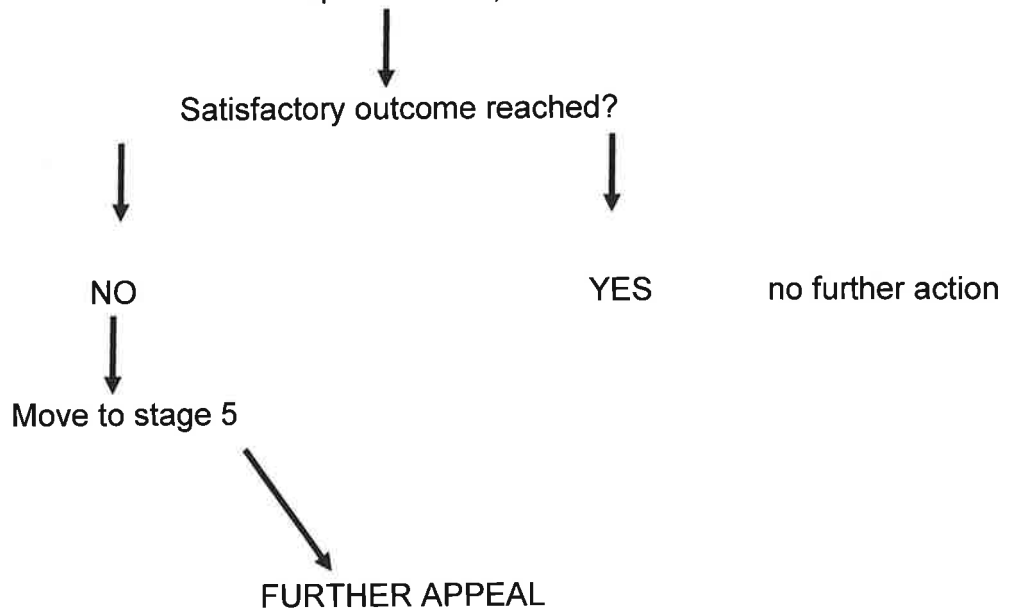 Satisfactory outcome reached?
NO YES no further action
Move to stage 5
FURTHER APPEAL